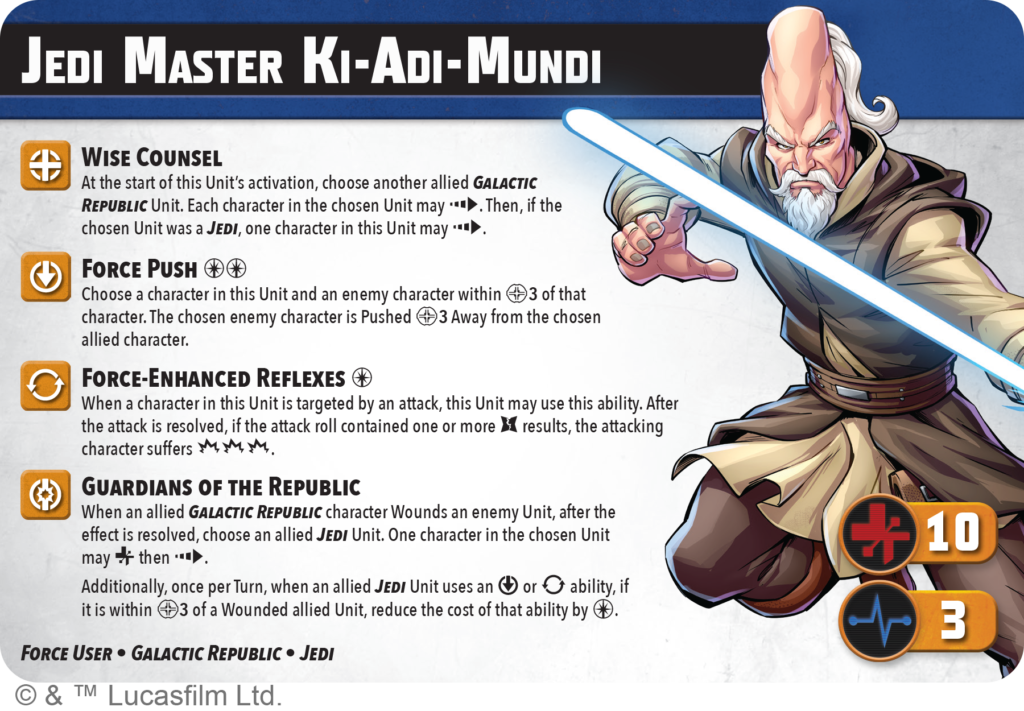 Jedi Master Ki-Adi-Mundi
Wise Counsel
At the start of this Unit's activation, choose another allied Galactic
Republic Unit. Each character in the chosen Unit may . Then, if the
chosen Unit was a Jedi, one character in this Unit may .
Force Push
Choose a character in this Unit and an enemy character within 3 of that
character. The chosen enemy character is Pushed 3 Away from the chosen
allied character.
Force-Enhanced Reflexes
When a character in this Unit is targeted by an attack, this Unit may use this ability. After
the attack is resolved, if the attack roll contained one or more results, the attacking
character suffers .
Guardians of the Republic
When an allied Galactic Republic character Wounds an enemy Unit, after the
effect is resolved, choose an allied Jedi Unit. One character in the chosen Unit
may then .
Additionally, once per Turn, when an allied Jedi Unit uses an or ability, if
it is within 3 of a Wounded allied Unit, reduce the cost of that ability by .
10
3
Force User • Galactic Republic • Jedi
© & ™ Lucasfilm Ltd.